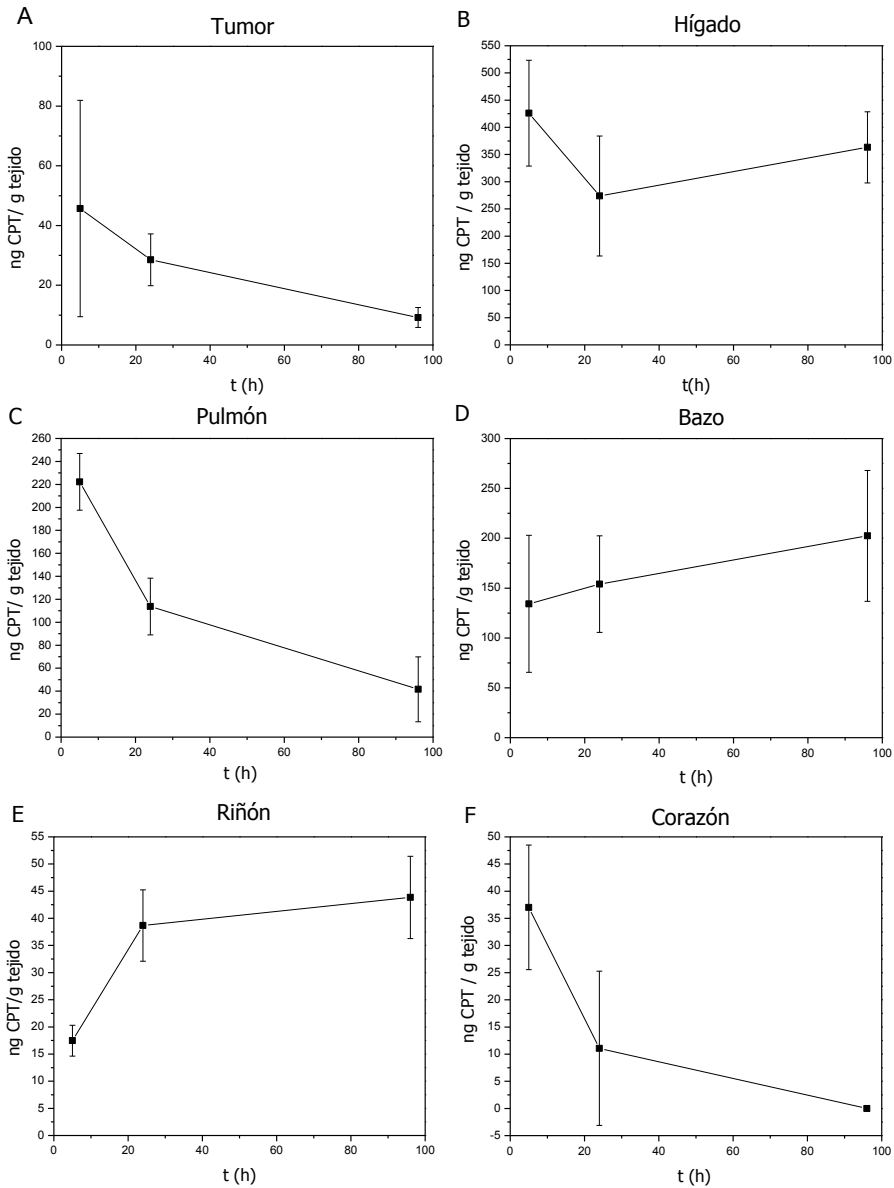 A
Tumor
100
80
60
40
20
0
ng CPT/ g tejido
0 20 40 60 80 100
t (h)
B
Hígado
550
500
450
400
350
300
250
200
150
100
50
0
ng CPT / g tejido
0 20 40 60 80 100
t(h)
C
Pulmón
260
240
220
200
180
160
140
120
100
80
60
40
20
0
ng CPT/ g tejido
0 20 40 60 80 100
t (h)
D
Bazo
300
250
200
150
100
50
0
ng CPT /g tejido
0 20 40 60 80 100
t (h)
E
Riñón
55
50
45
40
35
30
25
20
15
10
5
0
ng CPT/g tejido
0 20 40 60 80 100
t (h)
F
Corazón
50
45
40
35
30
25
20
15
10
5
0
-5
ng CPT / g tejido
0 20 40 60 80 100
t (h)